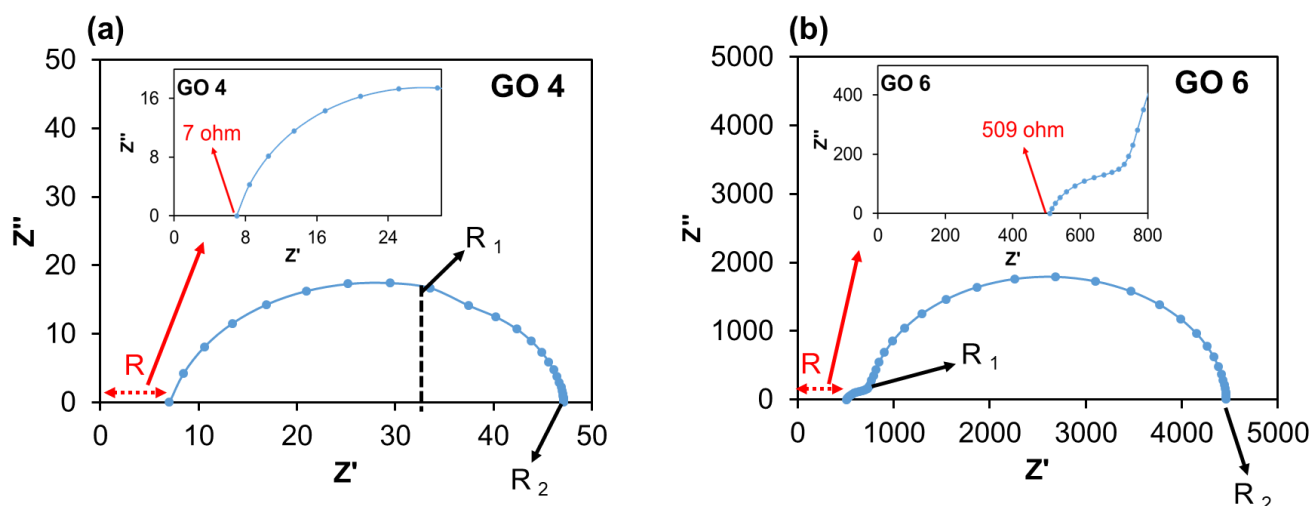 (a)
50
40
30
20
10
0
Z"
GO 4
GO 4
16
8
0
Z"
7 ohm
0 8 16 24
Z'
R
R 1
R 2
0 10 20 30 40 50
Z'
(b)
5000
4000
3000
2000
1000
0
Z"
GO 6
GO 6
400
200
0
Z"
509 ohm
0 200 400 600 800
Z'
R
R 1
R 2
0 1000 2000 3000 4000 5000
Z'